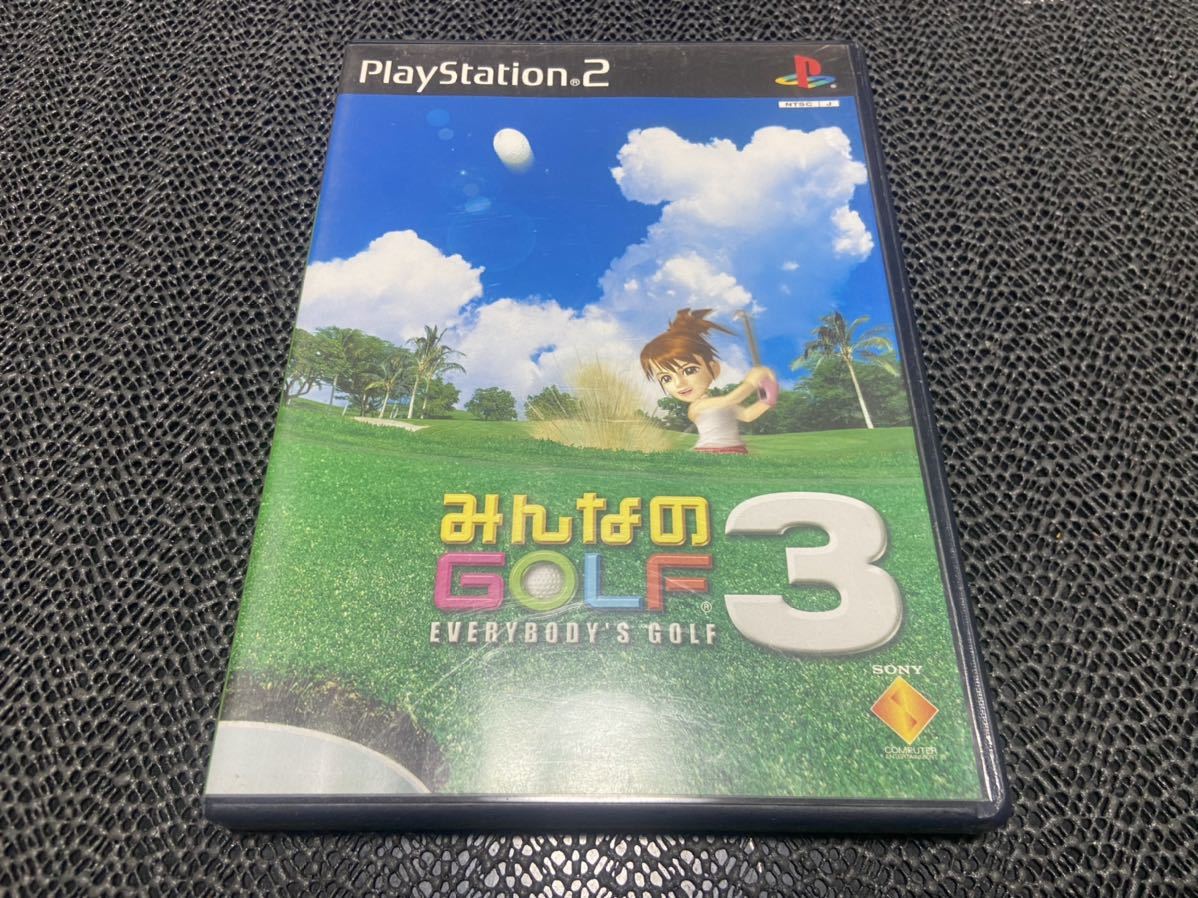 PlayStation®2
NTSC J
みんなの
GOLF®
3
EVERYBODY'S GOLF
SONY
COMPUTER
ENTERTAINMENT